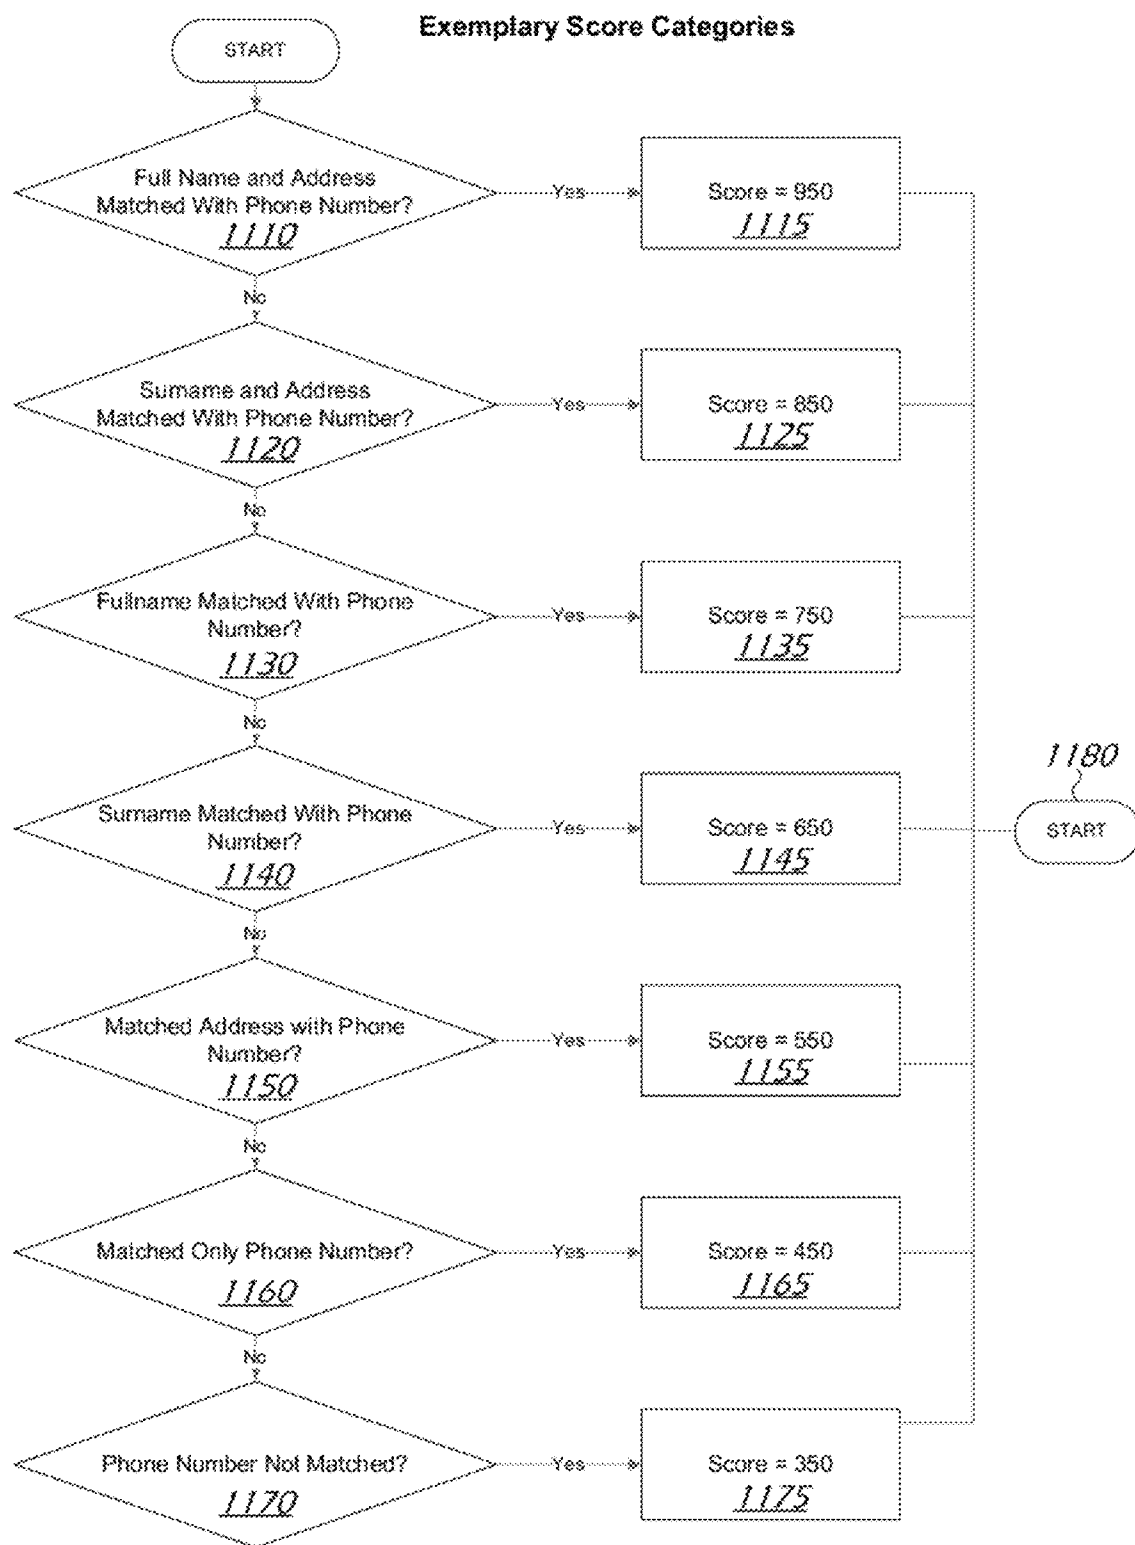 Exemplary Score Categories
START
Full Name and Address
Matched With Phone Number?
1110
Yes
Score = 950
1115
No
Surname and Address
Matched With Phone Number?
1120
Yes
Score = 850
1125
No
Fullname Matched With Phone
Number?
1130
Yes
Score = 750
1135
No
Surname Matched With Phone
Number?
1140
Yes
Score = 650
1145
1180
START
No
Matched Address with Phone
Number?
1150
Yes
Score = 550
1155
No
Matched Only Phone Number?
1160
Yes
Score = 450
1165
No
Phone Number Not Matched?
1170
Yes
Score = 350
1175